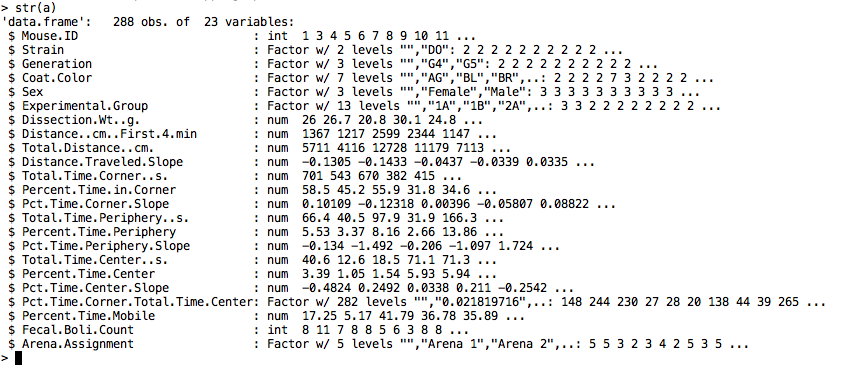 > str(a)
'data.frame':   288 obs. of  23 variables:
 $ Mouse.ID                         : int  1 3 4 5 6 7 8 9 10 11 ...
 $ Strain                           : Factor w/ 2 levels "","DO": 2 2 2 2 2 2 2 2 2 2 ...
 $ Generation                       : Factor w/ 3 levels "","G4","G5": 2 2 2 2 2 2 2 2 2 2 ...
 $ Coat.Color                       : Factor w/ 7 levels "","AG","BL","BR",..: 2 2 2 2 7 3 2 2 2 2 ...
 $ Sex                              : Factor w/ 3 levels "","Female","Male": 3 3 3 3 3 3 3 3 3 3 ...
 $ Experimental.Group               : Factor w/ 13 levels "","1A","1B","2A",..: 3 3 2 2 2 2 2 2 2 2 ...
 $ Dissection.Wt..g.                : num  26 26.7 20.8 30.1 24.8 ...
 $ Distance..cm..First.4.min        : num  1367 1217 2599 2344 1147 ...
 $ Total.Distance..cm.              : num  5711 4116 12728 11179 7113 ...
 $ Distance.Traveled.Slope          : num  -0.1305 -0.1433 -0.0437 -0.0339 0.0335 ...
 $ Total.Time.Corner..s.            : num  701 543 670 382 415 ...
 $ Percent.Time.in.Corner           : num  58.5 45.2 55.9 31.8 34.6 ...
 $ Pct.Time.Corner.Slope            : num  0.10109 -0.12318 0.00396 -0.05807 0.08822 ...
 $ Total.Time.Periphery..s.         : num  66.4 40.5 97.9 31.9 166.3 ...
 $ Percent.Time.Periphery           : num  5.53 3.37 8.16 2.66 13.86 ...
 $ Pct.Time.Periphery.Slope         : num  -0.134 -1.492 -0.206 -1.097 1.724 ...
 $ Total.Time.Center..s.            : num  40.6 12.6 18.5 71.1 71.3 ...
 $ Percent.Time.Center              : num  3.39 1.05 1.54 5.93 5.94 ...
 $ Pct.Time.Center.Slope            : num  -0.4824 0.2492 0.0338 0.211 -0.2542 ...
 $ Pct.Time.Corner.Total.Time.Center: Factor w/ 282 levels "","0.021819716",..: 148 244 230 27 28 20 138 44 39 265 ...
 $ Percent.Time.Mobile              : num  17.25 5.17 41.79 36.78 35.89 ...
 $ Fecal.Boli.Count                 : int  8 11 7 8 8 5 6 3 8 8 ...
 $ Arena.Assignment                 : Factor w/ 5 levels "","Arena 1","Arena 2",..: 5 5 3 2 3 4 2 5 3 5 ...
>